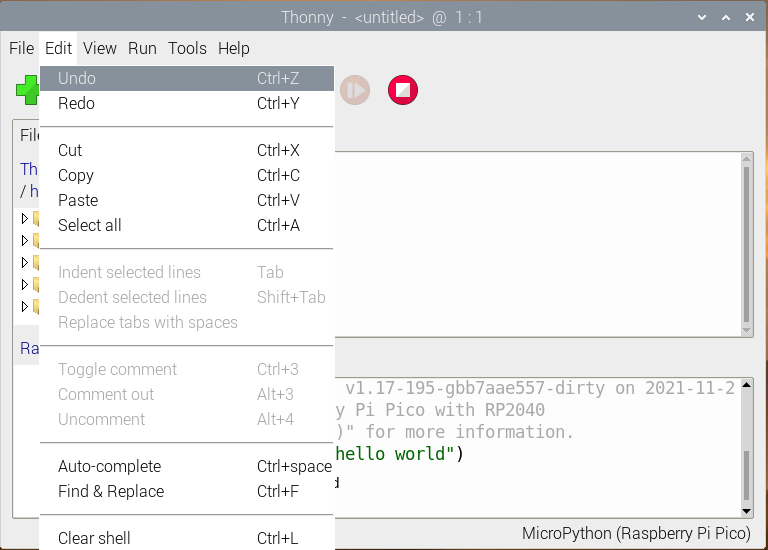 Thonny - <untitled> @ 1 : 1
File Edit View Run Tools Help
Undo Ctrl+Z
Redo Ctrl+Y
Cut Ctrl+X
Copy Ctrl+C
Paste Ctrl+V
Select all Ctrl+A
Indent selected lines Tab
Dedent selected lines Shift+Tab
Replace tabs with spaces
Toggle comment Ctrl+3
Comment out Alt+3
Uncomment Alt+4
Auto-complete Ctrl+space
Find & Replace Ctrl+F
Clear shell Ctrl+L
File
Th
/ h
Ra
v1.17-195-gbb7aae557-dirty on 2021-11-2
y Pi Pico with RP2040
)" for more information.
hello world")
d
MicroPython (Raspberry Pi Pico)